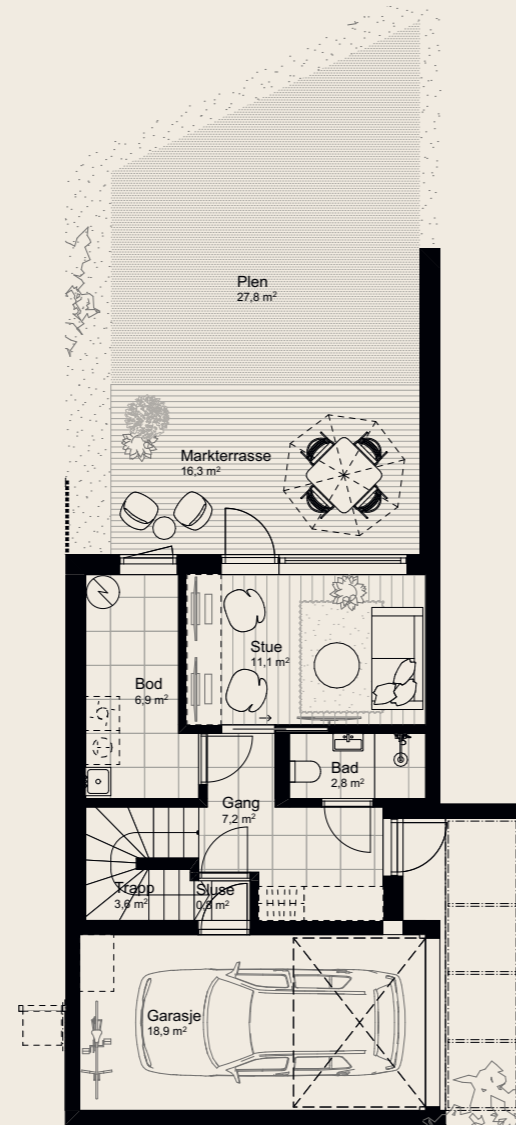 Plen
27,8 m²
Markterrasse
16,3 m²
Stue
11,1 m²
Bod
6,9 m²
Bad
2,8 m²
Gang
7,2 m²
Trapp
3,6 m²
Sluse
m²
Garasje
18,9 m²